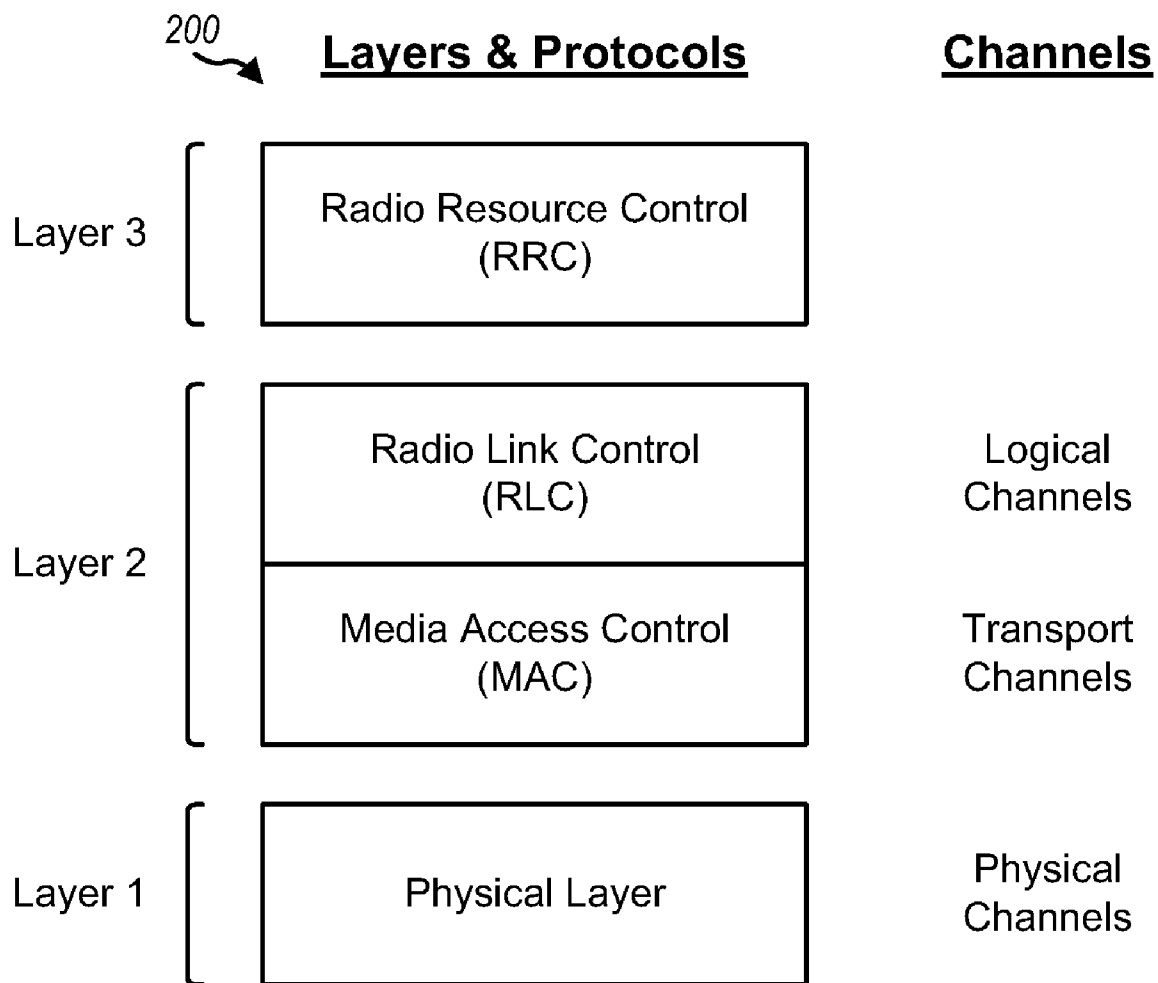 200
Layers & Protocols
Channels
Layer 3
Radio Resource Control
(RRC)
Layer 2
Radio Link Control
(RLC)
Logical
Channels
Media Access Control
(MAC)
Transport
Channels
Layer 1
Physical Layer
Physical
Channels